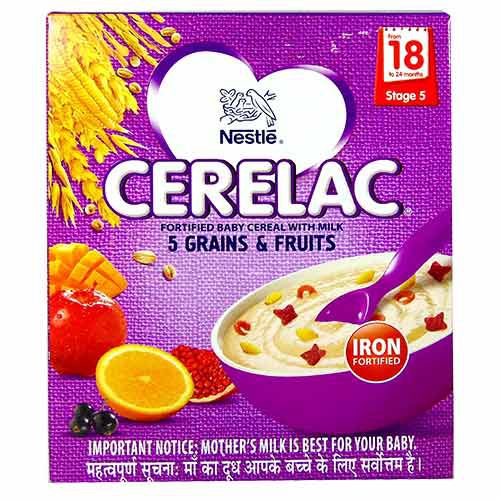 From
18
to 24 months
Stage 5
Nestlé®
CERELAC®
FORTIFIED BABY CEREAL WITH MILK
5 GRAINS & FRUITS
IRON
FORTIFIED
IMPORTANT NOTICE: MOTHER'S MILK IS BEST FOR YOUR BABY.
महत्वपूर्ण सूचना: माँ का दूध आपके बच्चे के लिए सर्वोत्तम है।